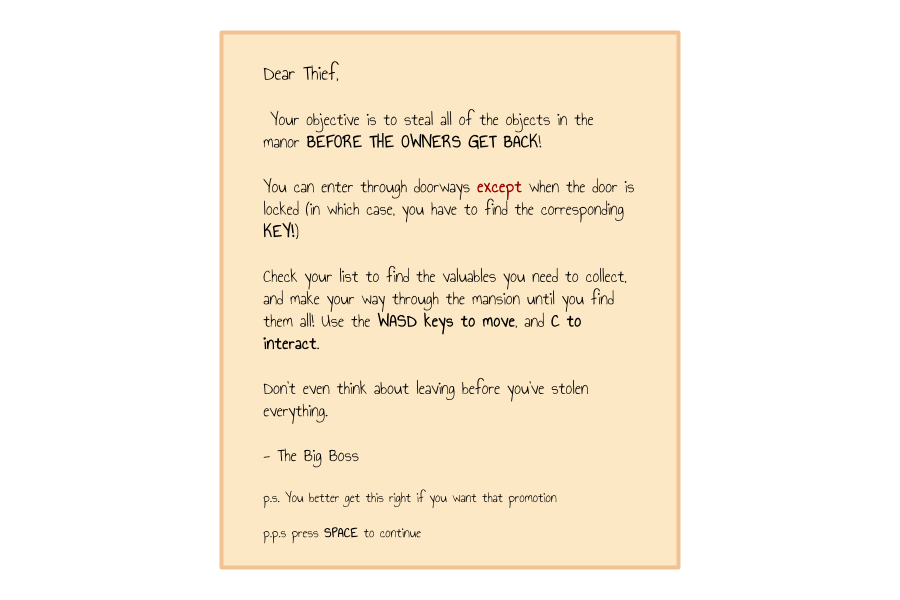 Dear Thief,
Your objective is to steal all of the objects in the
manor BEFORE THE OWNERS GET BACK!
You can enter through doorways except when the door is
locked (in which case, you have to find the corresponding
KEY!)
Check your list to find the valuables you need to collect,
and make your way through the mansion until you find
them all! Use the WASD keys to move, and C to
interact.
Don't even think about leaving before you've stolen
everything.
- The Big Boss
p.s. You better get this right if you want that promotion
p.p.s press SPACE to continue